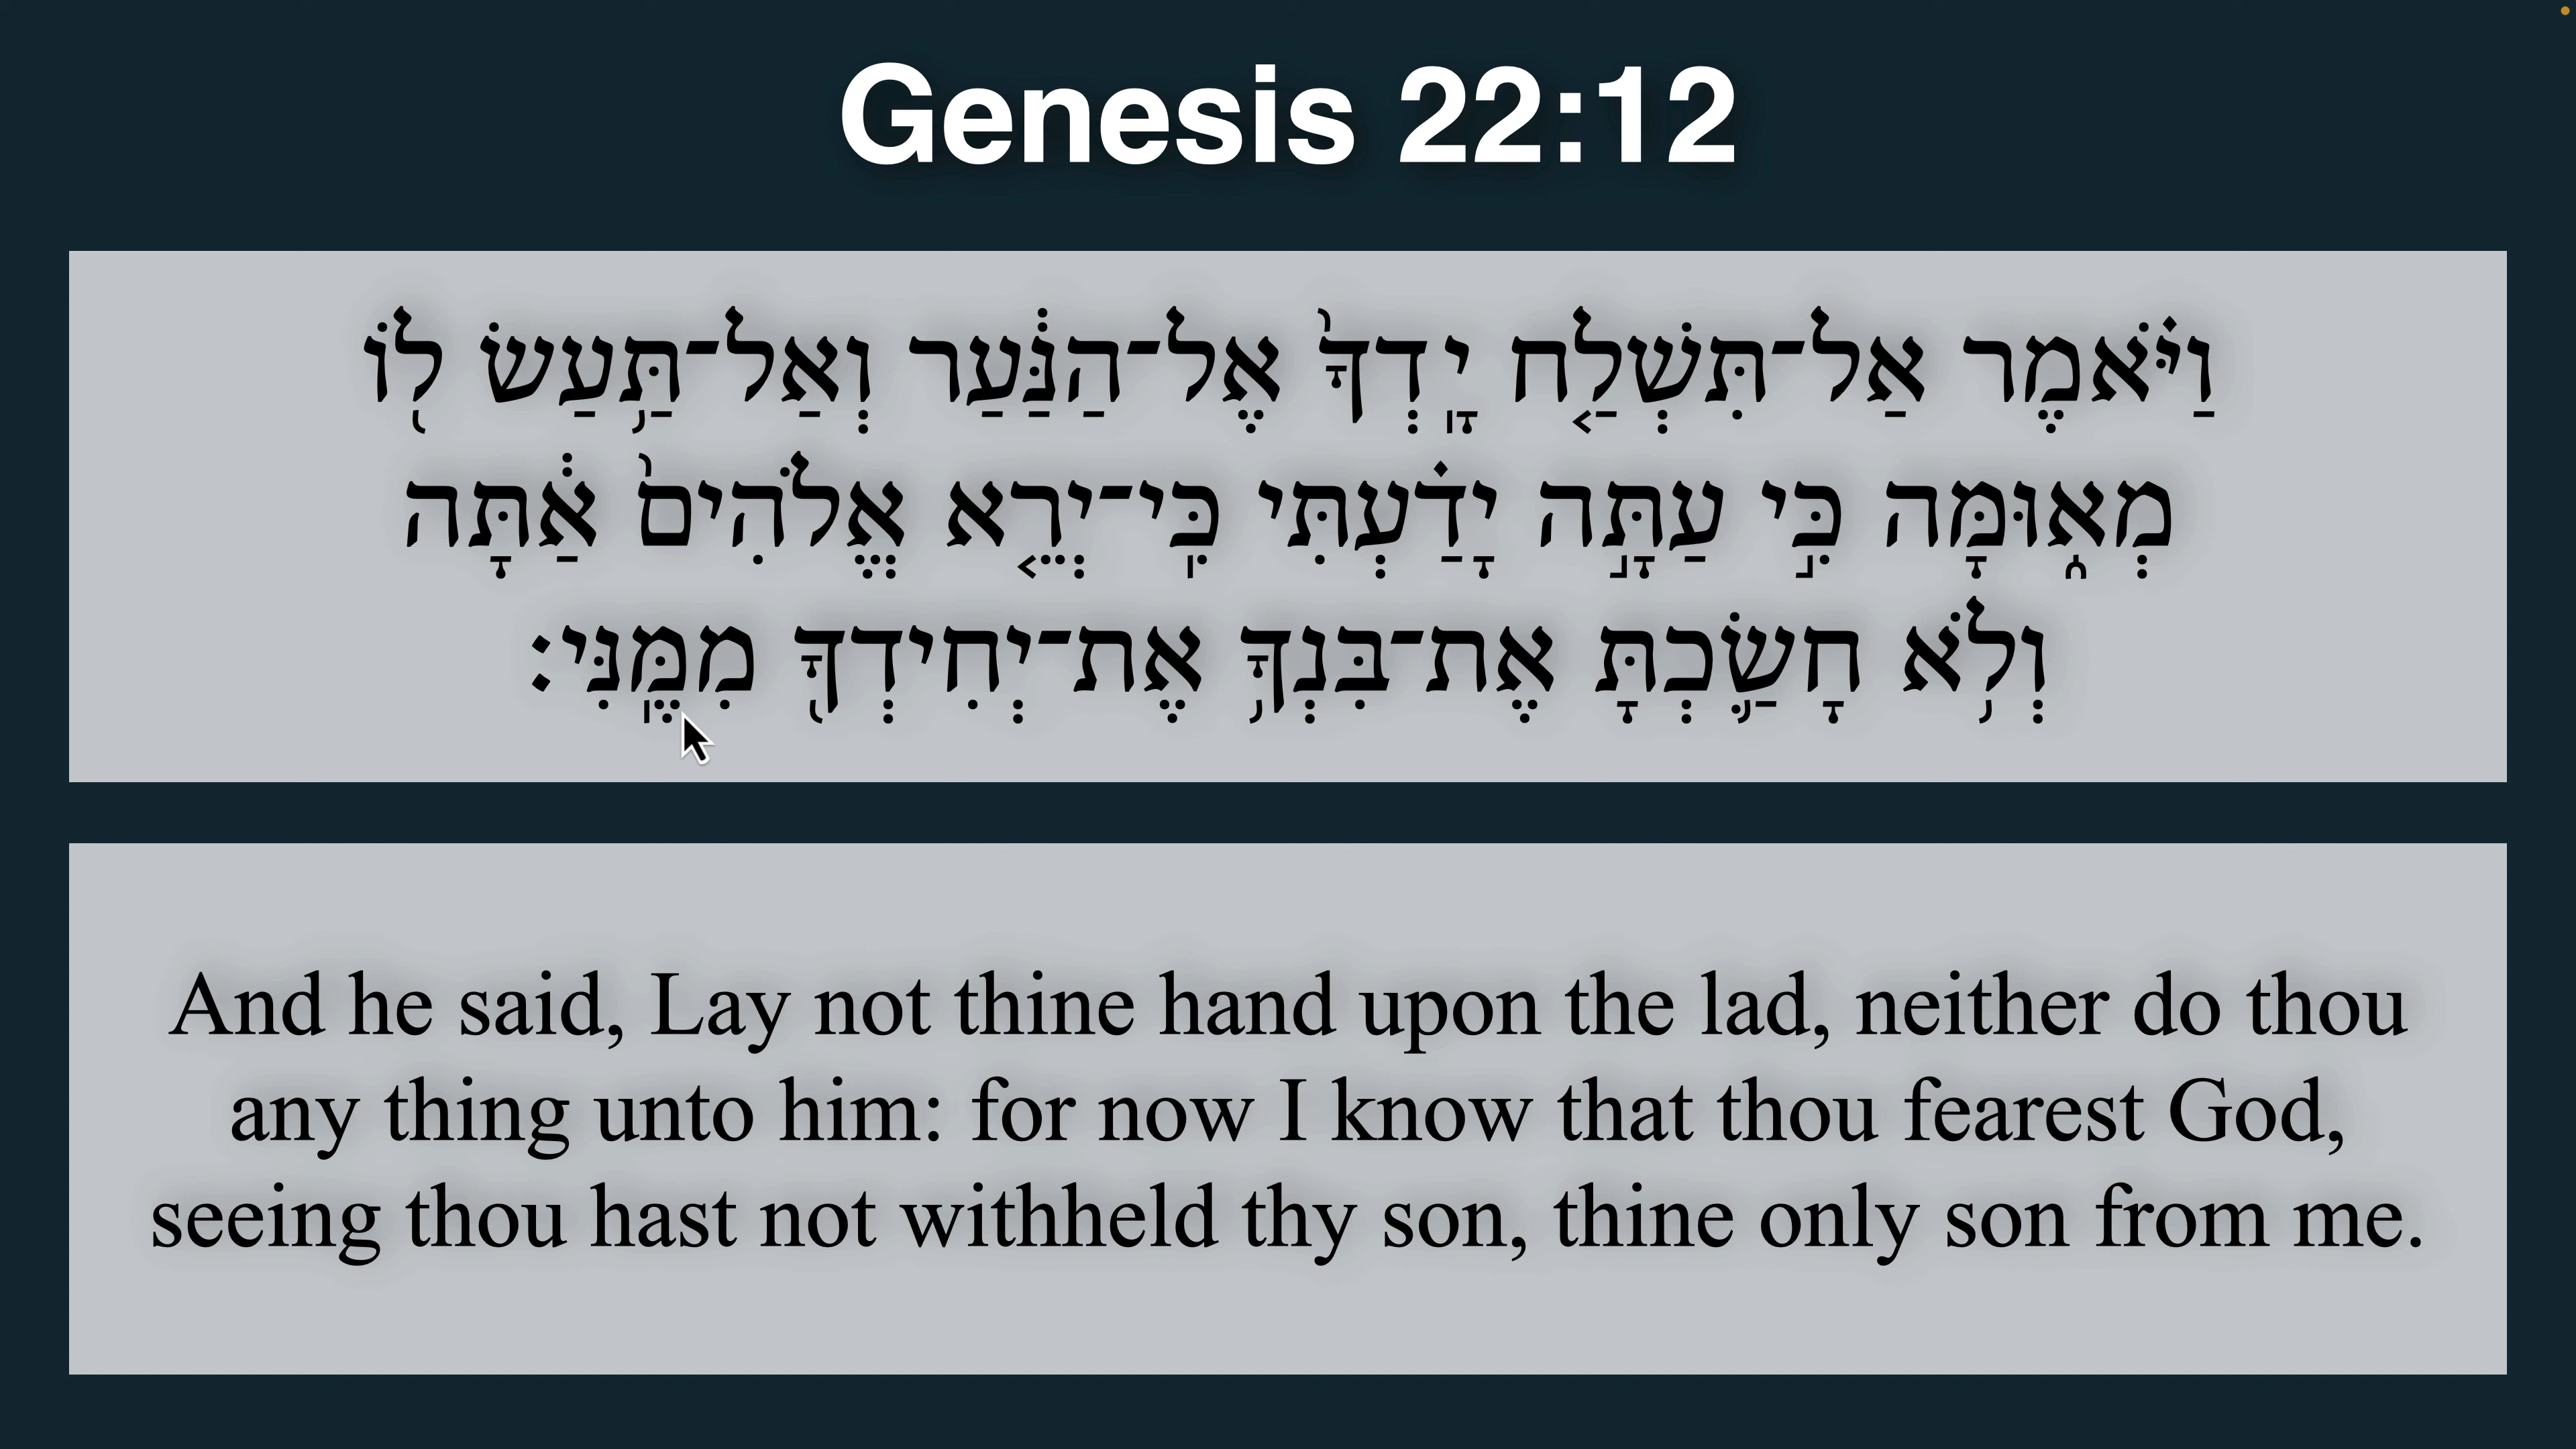 Genesis 22:12
וַיֹּ֗אמֶר אַל־תִּשְׁלַ֤ח יָֽדְךָ֙ אֶל־הַנַּ֔עַר וְאַל־תַּ֥עַשׂ ל֖וֹ
מְא֑וּמָּה כִּ֣י עַתָּ֣ה יָדַ֗עְתִּי כִּֽי־יְרֵ֤א אֱלֹהִים֙ אַ֔תָּה
וְלֹ֥א חָשַׂ֛כְתָּ אֶת־בִּנְךָ֥ אֶת־יְחִידְךָ֖ מִמֶּֽנִּי׃
And he said, Lay not thine hand upon the lad, neither do thou
any thing unto him: for now I know that thou fearest God,
seeing thou hast not withheld thy son, thine only son from me.